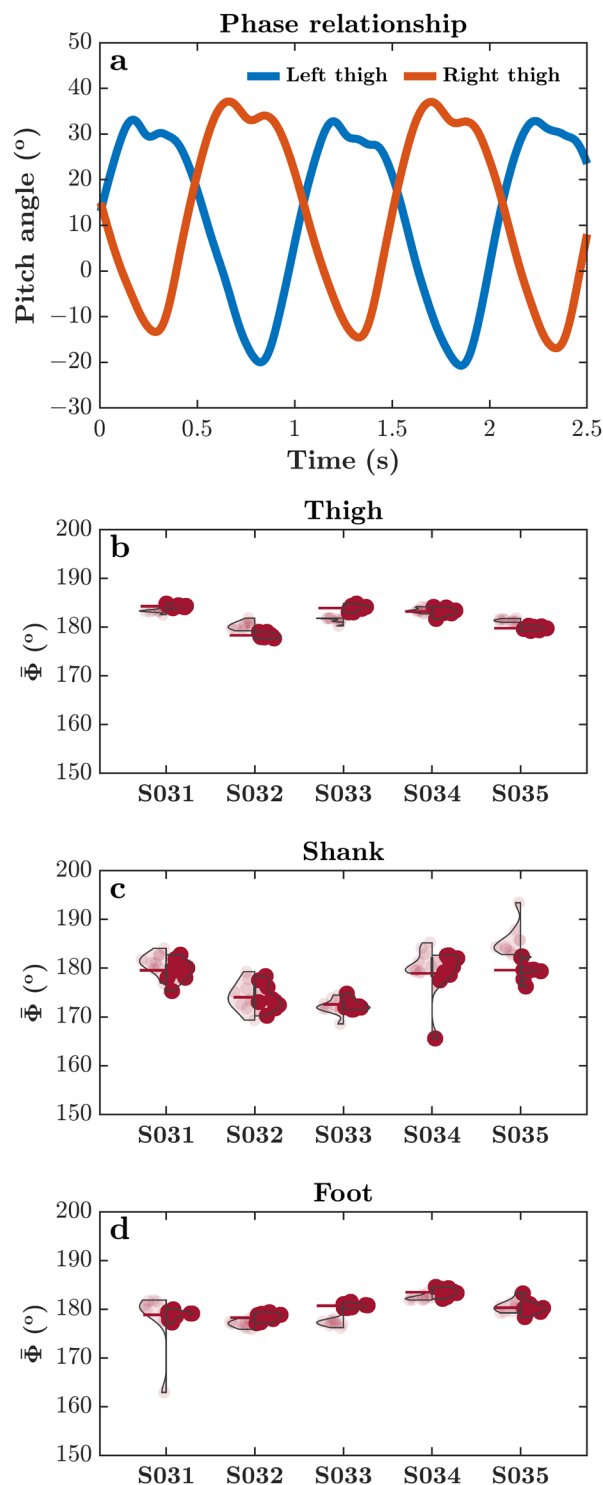 Phase relationship
a
Left thigh
Right thigh
50
40
30
20
10
0
−10
−20
−30
Pitch angle (o)
0 0.5 1 1.5 2 2.5
Time (s)
Thigh
b
200
190
180
170
160
150
Φ̄ (o)
S031 S032 S033 S034 S035
Shank
c
200
190
180
170
160
150
Φ̄ (o)
S031 S032 S033 S034 S035
Foot
d
200
190
180
170
160
150
Φ̄ (o)
S031 S032 S033 S034 S035